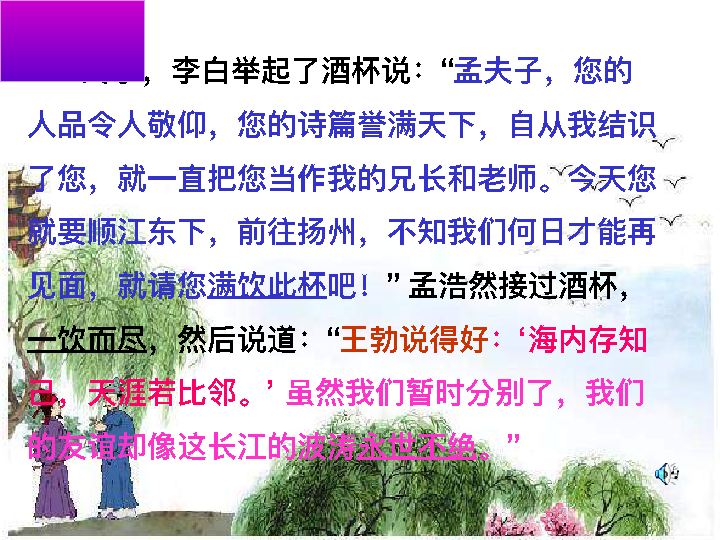 ，李白举起了酒杯说：“孟夫子，您的
人品令人敬仰，您的诗篇誉满天下，自从我结识
了您，就一直把您当作我的兄长和老师。今天您
就要顺江东下，前往扬州，不知我们何日才能再
见面，就请您满饮此杯吧！” 孟浩然接过酒杯，
一饮而尽，然后说道：“王勃说得好：‘海内存知
己，天涯若比邻。’ 虽然我们暂时分别了，我们
的友谊却像这长江的波涛永世不绝。”